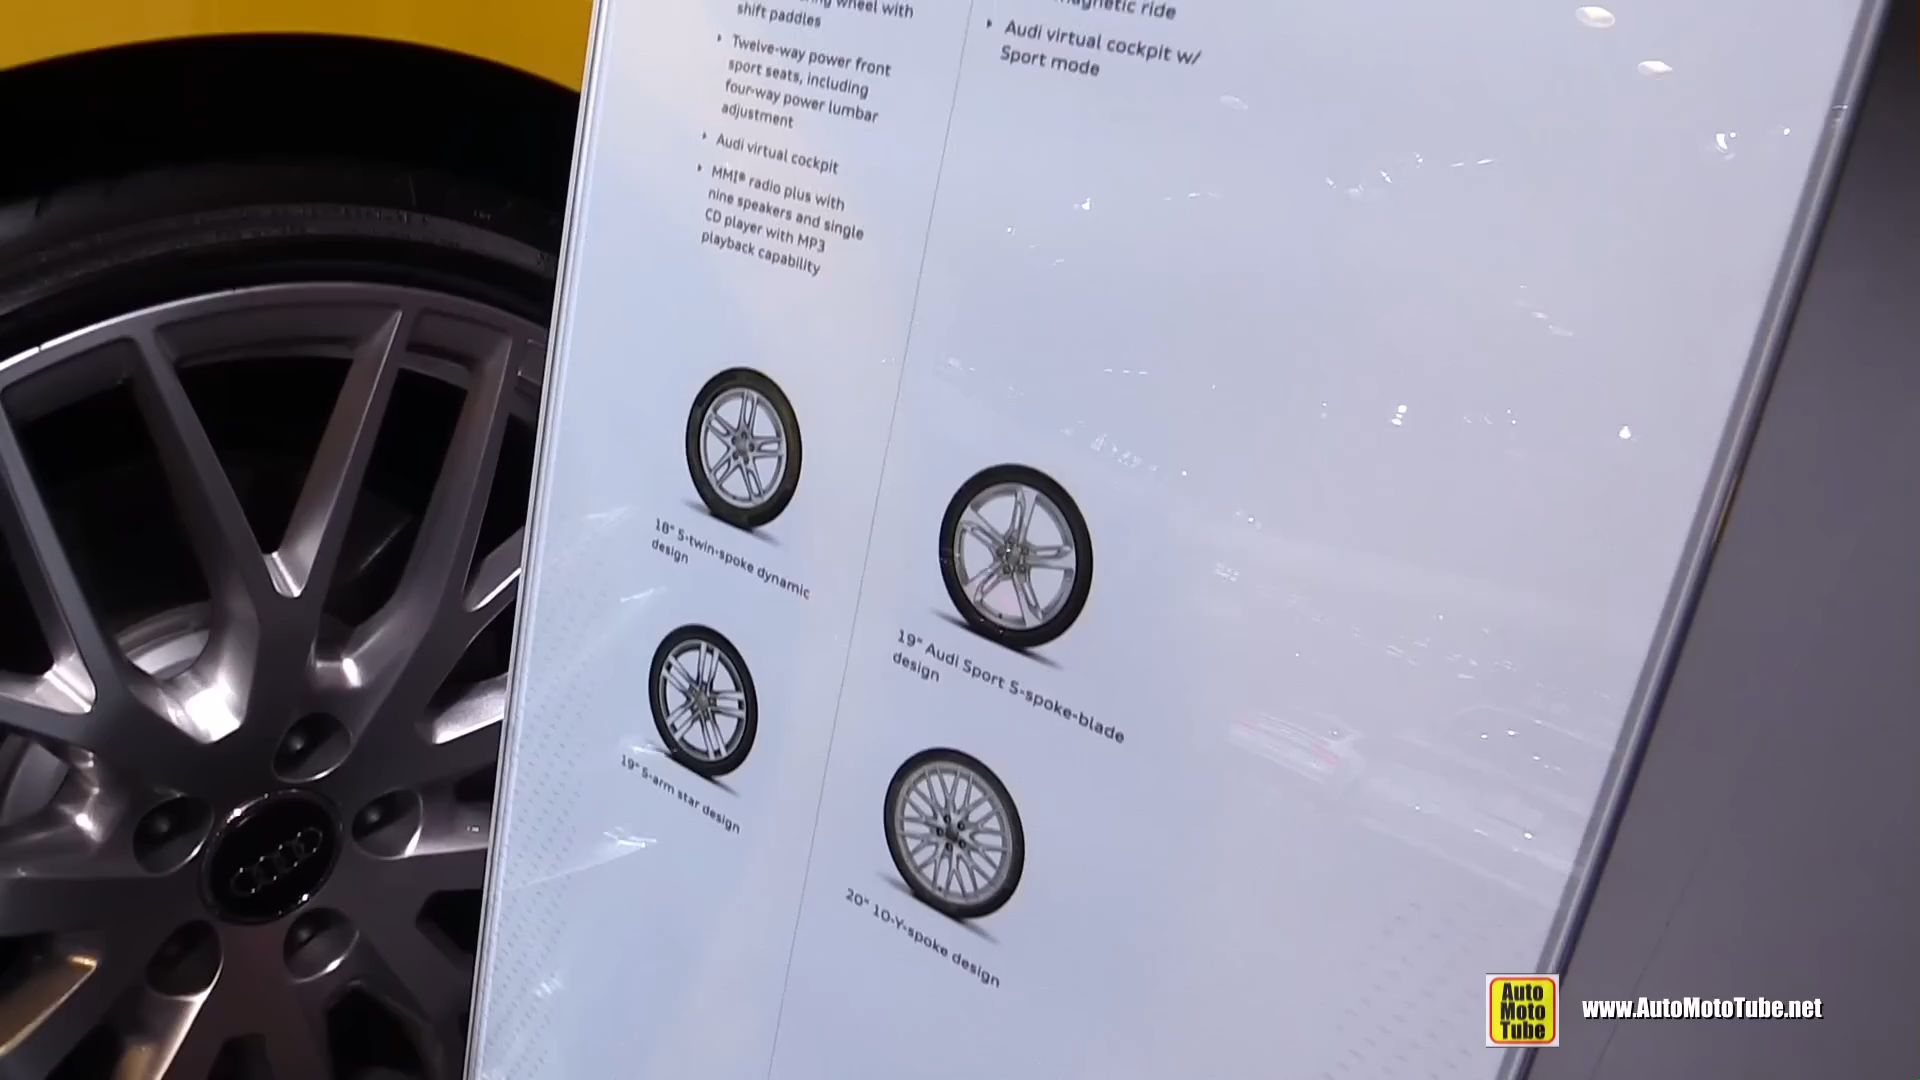 wheel with
shift paddles
‣ Twelve-way power front
sport seats, including
four-way power lumbar
adjustment
‣ Audi virtual cockpit
‣ MMI® radio plus with
nine speakers and single
CD player with MP3
playback capability
18" 5-twin-spoke dynamic
design
19" 5-arm star design
ride
‣ Audi virtual cockpit w/
Sport mode
19" Audi Sport 5-spoke-blade
design
20" 10-Y-spoke design
Auto
Moto
Tube
www.AutoMotoTube.net